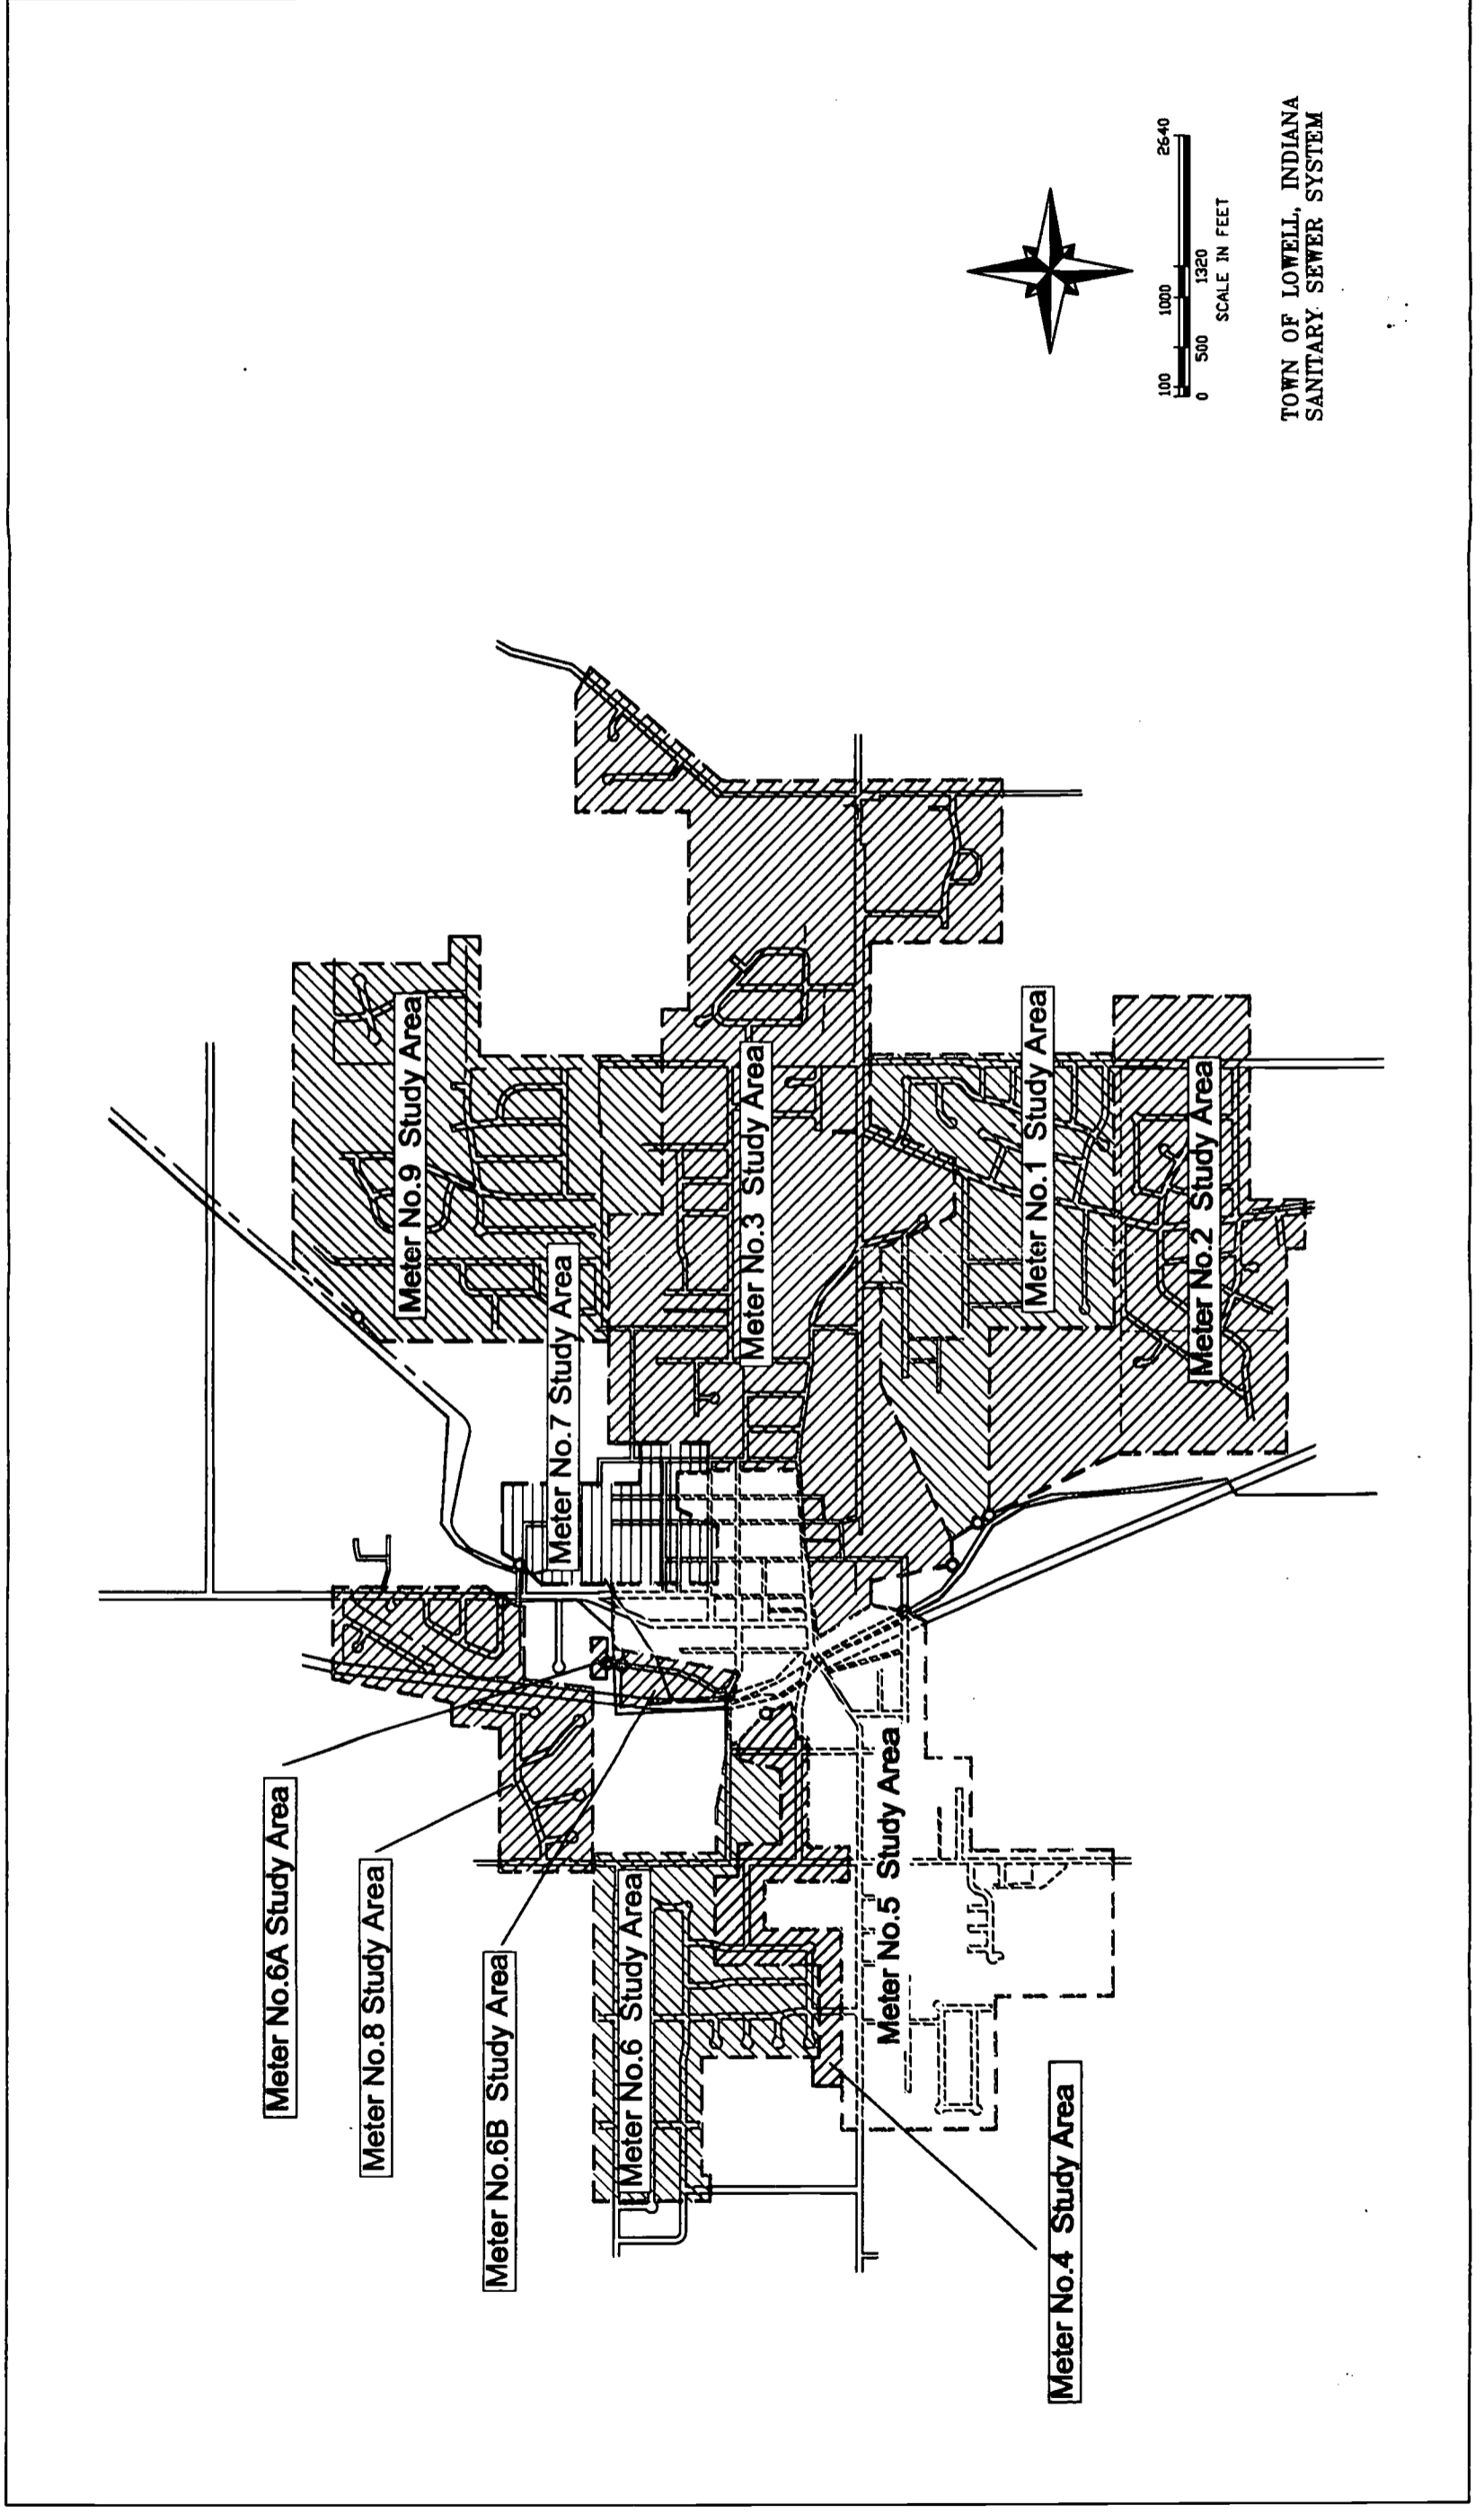 Meter No.6A Study Area
Meter No.8 Study Area
Meter No.6B Study Area
Meter No.9 Study Area
Meter No.7 Study Area
Meter No.6 Study Area
Meter No.3 Study Area
Meter No.5 Study Area
Meter No.4 Study Area
Meter No.1 Study Area
Meter No.2 Study Area
100 1000 2640
0 500 1320
SCALE IN FEET
TOWN OF LOWELL, INDIANA
SANITARY SEWER SYSTEM